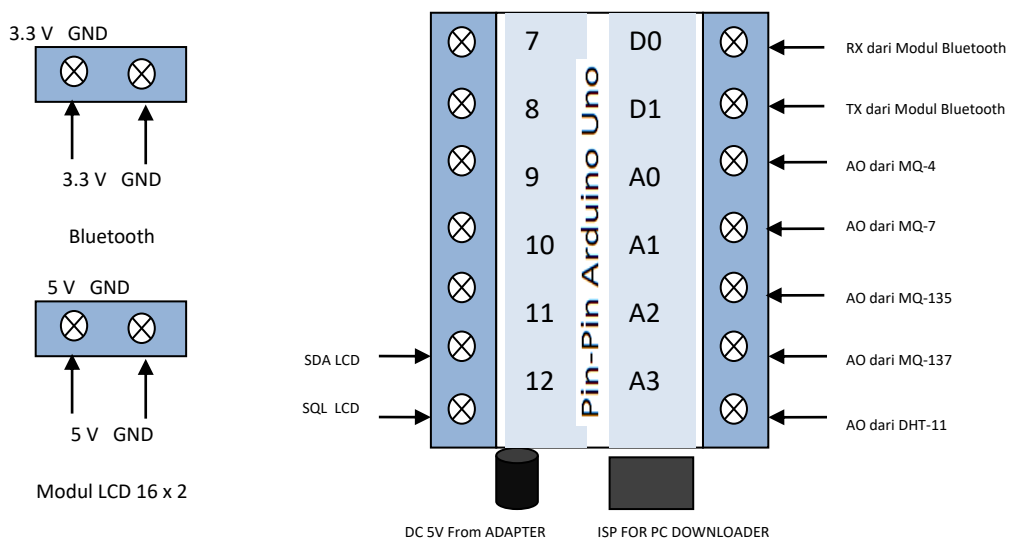 3.3 V GND
3.3 V GND
Bluetooth
5 V GND
5 V GND
Modul LCD 16 x 2
SDA LCD
SQL LCD
7
8
9
10
11
12
Pin-Pin Arduino Uno
D0
D1
A0
A1
A2
A3
RX dari Modul Bluetooth
TX dari Modul Bluetooth
AO dari MQ-4
AO dari MQ-7
AO dari MQ-135
AO dari MQ-137
AO dari DHT-11
DC 5V From ADAPTER
ISP FOR PC DOWNLOADER